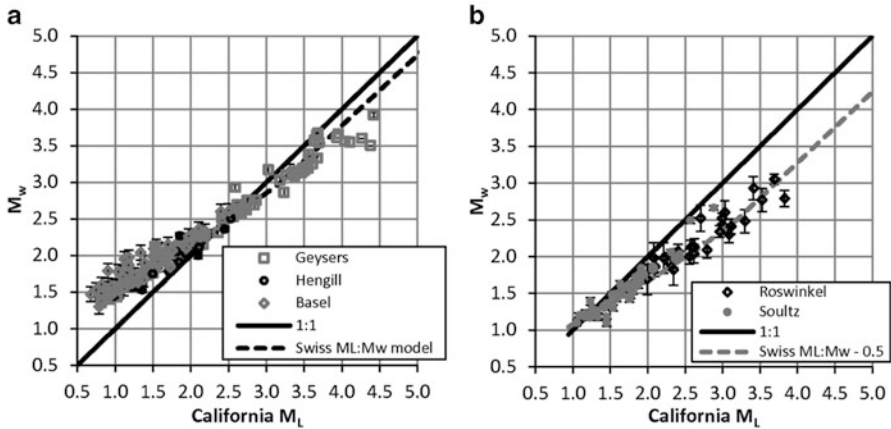 a
5.0
4.5
4.0
3.5
3.0
2.5
2.0
1.5
1.0
0.5
Mw
0.5 1.0 1.5 2.0 2.5 3.0 3.5 4.0 4.5 5.0
California ML
Geysers
Hengill
Basel
1:1
Swiss ML:Mw model
b
5.0
4.5
4.0
3.5
3.0
2.5
2.0
1.5
1.0
0.5
0.5 1.0 1.5 2.0 2.5 3.0 3.5 4.0 4.5 5.0
California ML
Roswinkel
Soultz
1:1
Swiss ML:Mw - 0.5